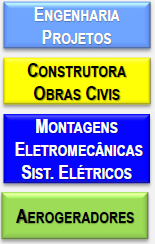 ENGENHARIA
PROJETOS
CONSTRUTORA
OBRAS CIVIS
MONTAGENS
ELETROMECÂNICAS
SIST. ELÉTRICOS
AEROGERADORES